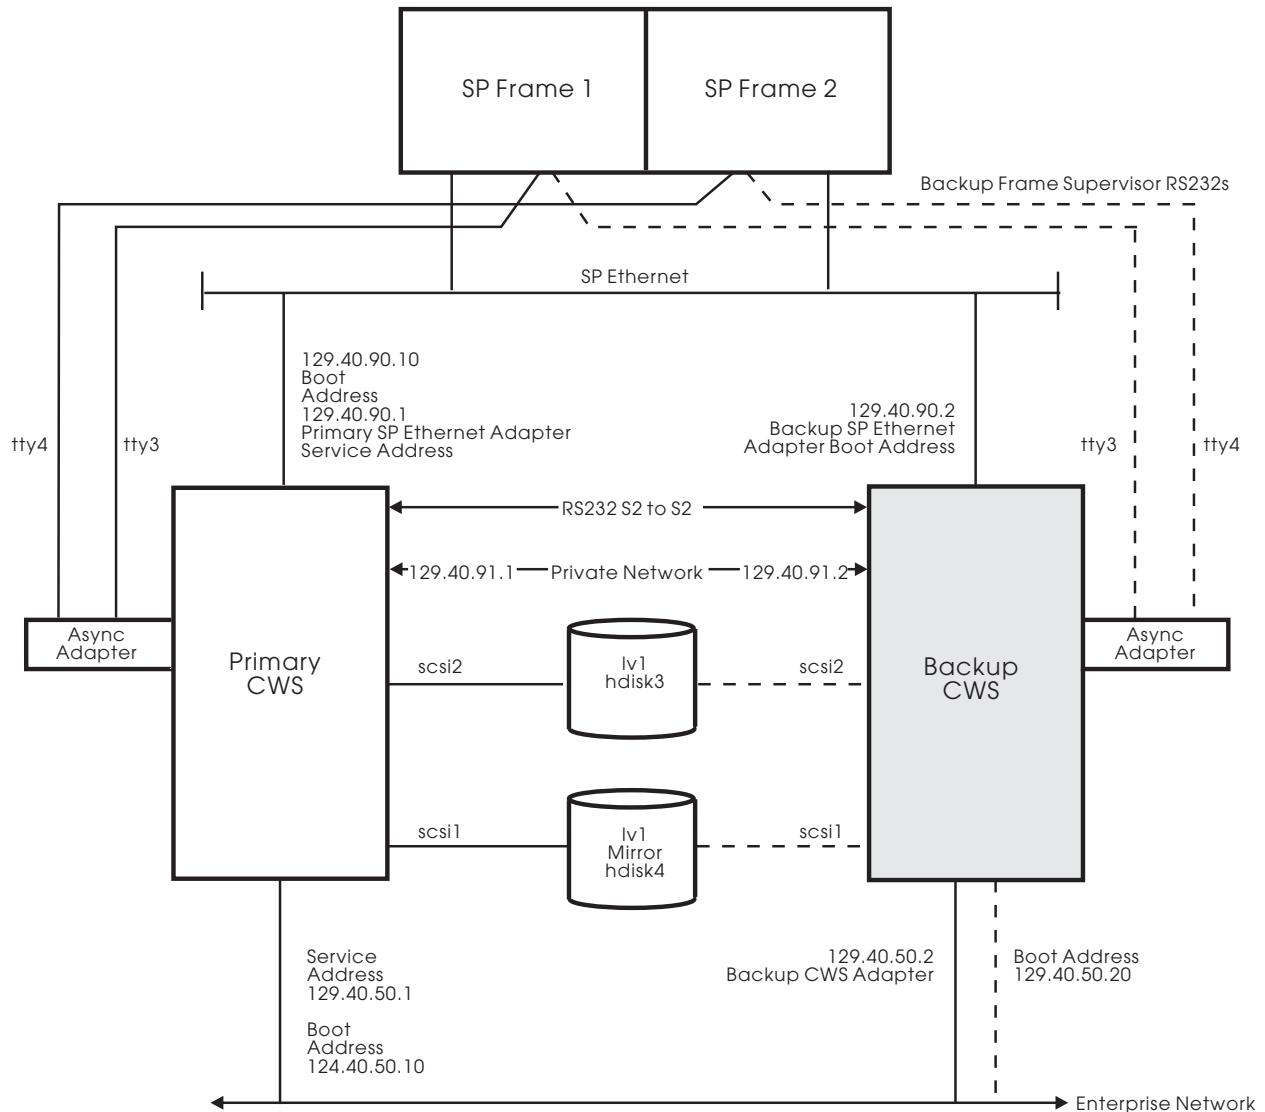 SP Frame 1
SP Frame 2
Backup Frame Supervisor RS232s
SP Ethernet
129.40.90.10
Boot
Address
129.40.90.1
Primary SP Ethernet Adapter
Service Address
129.40.90.2
Backup SP Ethernet
Adapter Boot Address
tty4
tty3
tty3
tty4
RS232 S2 to S2
129.40.91.1
Private Network
129.40.91.2
Async
Adapter
Primary
CWS
scsi2
lv1
hdisk3
scsi2
Backup
CWS
Async
Adapter
scsi1
lv1
Mirror
hdisk4
scsi1
Service
Address
129.40.50.1
Boot
Address
124.40.50.10
129.40.50.2
Backup CWS Adapter
Boot Address
129.40.50.20
Enterprise Network